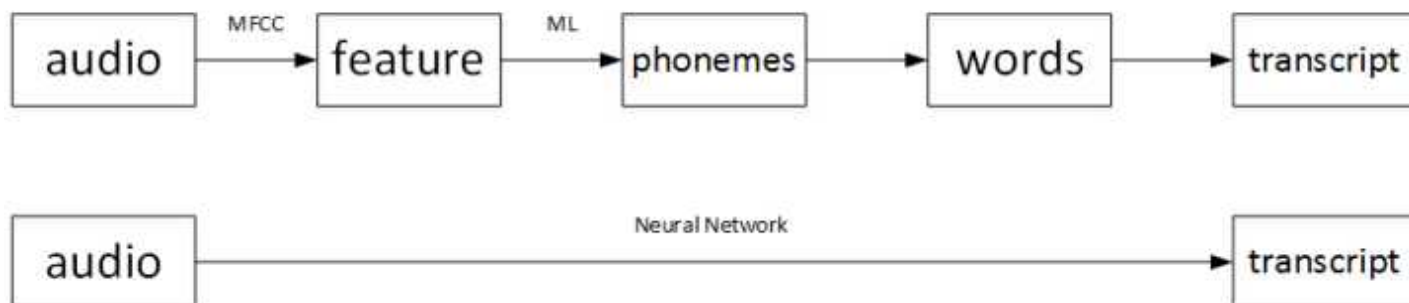 MFCC ML
audio feature phonemes words transcript
Neural Network
audio transcript